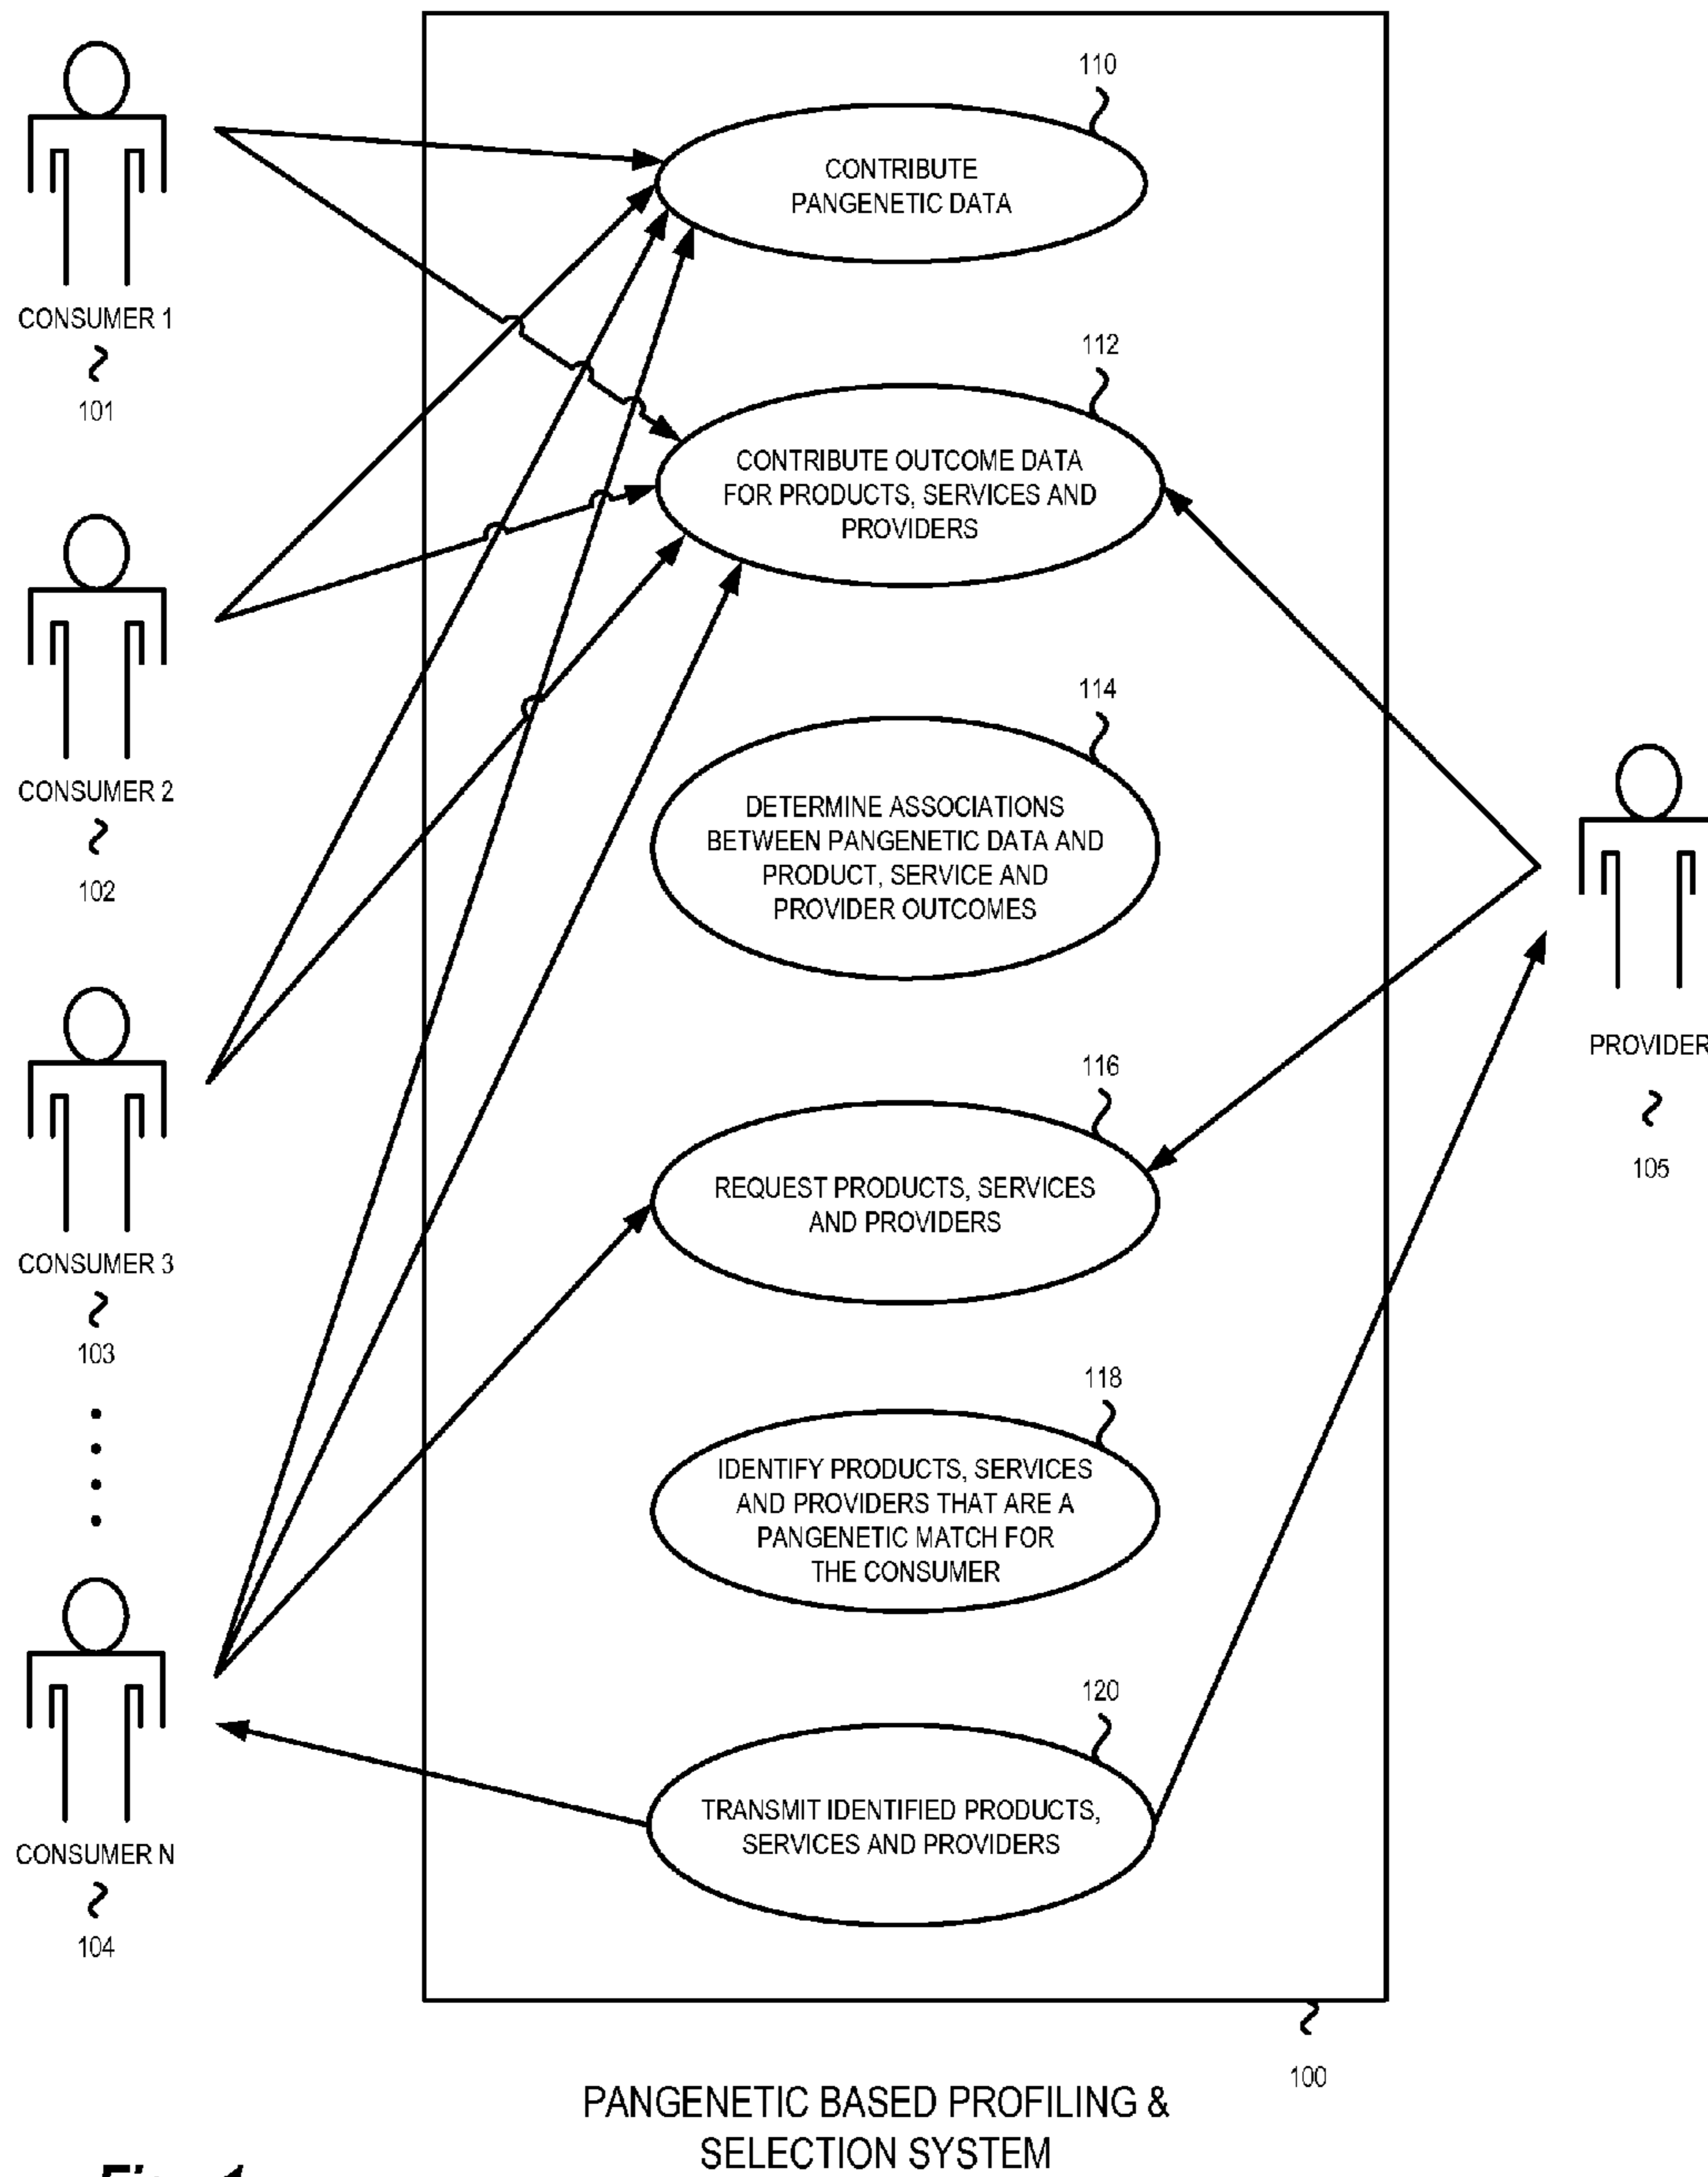 110
CONTRIBUTE
PANGENETIC DATA
CONSUMER 1
101
112
CONTRIBUTE OUTCOME DATA
FOR PRODUCTS, SERVICES AND
PROVIDERS
CONSUMER 2
102
114
DETERMINE ASSOCIATIONS
BETWEEN PANGENETIC DATA AND
PRODUCT, SERVICE AND
PROVIDER OUTCOMES
PROVIDER
105
CONSUMER 3
103
116
REQUEST PRODUCTS, SERVICES
AND PROVIDERS
118
IDENTIFY PRODUCTS, SERVICES
AND PROVIDERS THAT ARE A
PANGENETIC MATCH FOR
THE CONSUMER
CONSUMER N
104
120
TRANSMIT IDENTIFIED PRODUCTS,
SERVICES AND PROVIDERS
100
PANGENETIC BASED PROFILING &
SELECTION SYSTEM